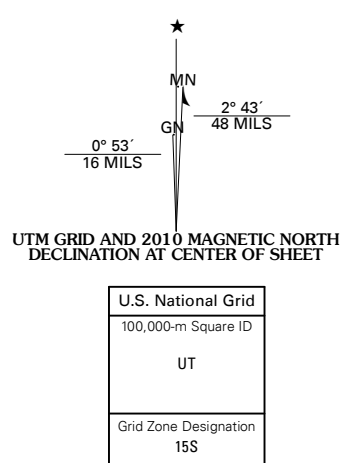 ★
MN
2° 43´
48 MILS
GN
0° 53´
16 MILS
UTM GRID AND 2010 MAGNETIC NORTH
DECLINATION AT CENTER OF SHEET
U.S. National Grid
100,000-m Square ID
UT
Grid Zone Designation
15S